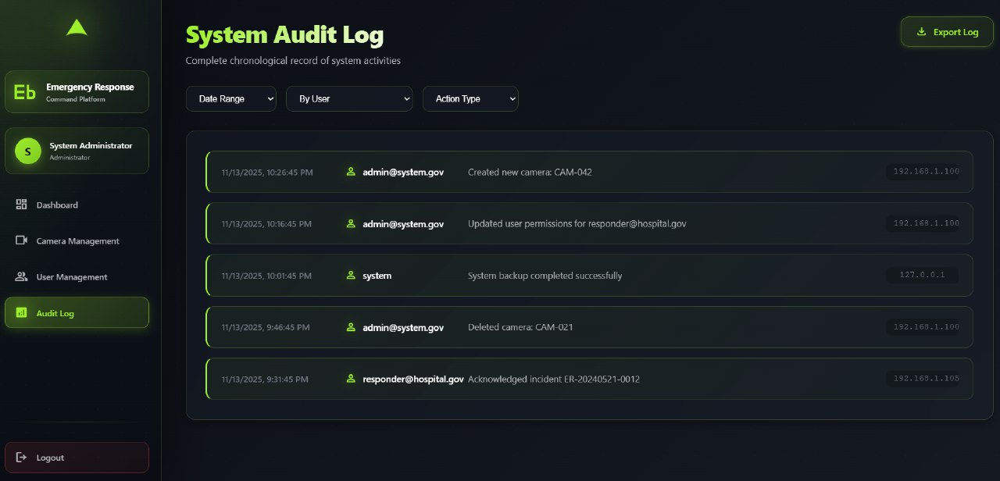 System Audit Log
Complete chronological record of system activities
Export Log
Eb
Emergency Response
Command Platform
S
System Administrator
Administrator
Dashboard
Camera Management
User Management
Audit Log
Logout
Date Range
By User
Action Type
11/13/2025, 10:26:45 PM admin@system.gov Created new camera: CAM-042 192.168.1.100
11/13/2025, 10:16:45 PM admin@system.gov Updated user permissions for responder@hospital.gov 192.168.1.100
11/13/2025, 10:01:45 PM system System backup completed successfully 127.0.0.1
11/13/2025, 9:46:45 PM admin@system.gov Deleted camera: CAM-021 192.168.1.100
11/13/2025, 9:31:45 PM responder@hospital.gov Acknowledged incident ER-20240521-0012 192.168.1.105